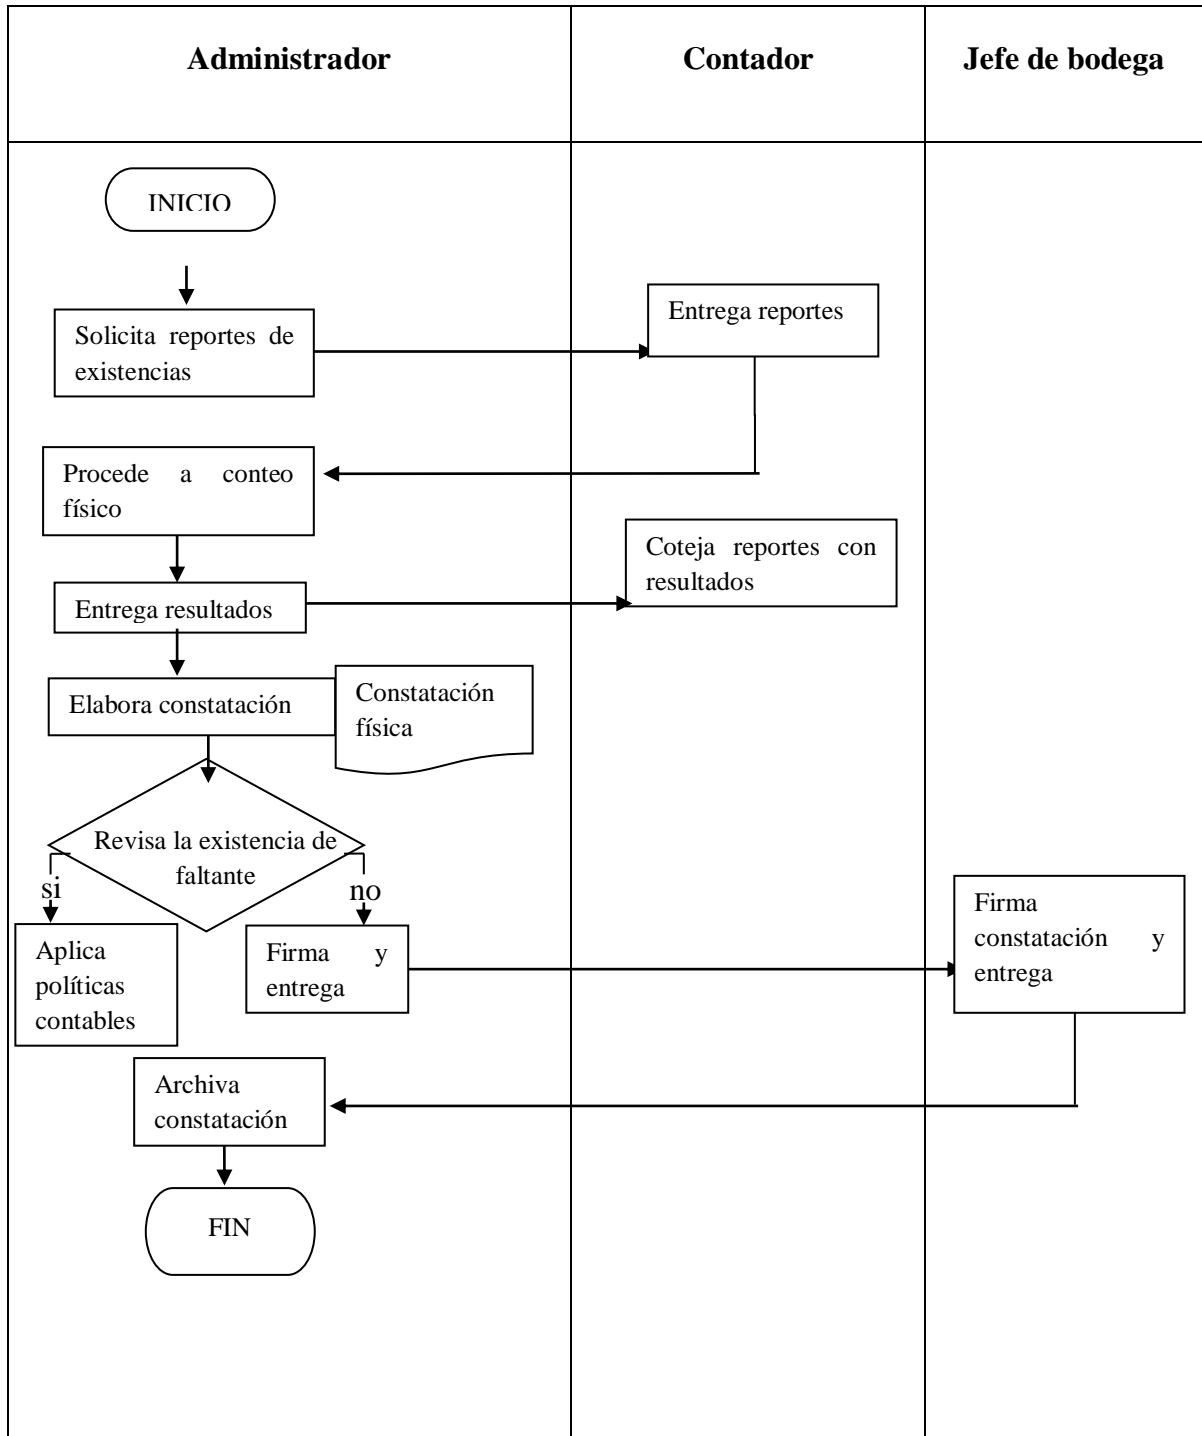 Administrador
Contador
Jefe de bodega
INICIO
Solicita reportes de
existencias
Entrega reportes
Procede a conteo
físico
Coteja reportes con
resultados
Entrega resultados
Elabora constatación
Constatación
física
Revisa la existencia de
faltante
si
no
Aplica
políticas
contables
Firma y
entrega
Firma
constatación y
entrega
Archiva
constatación
FIN